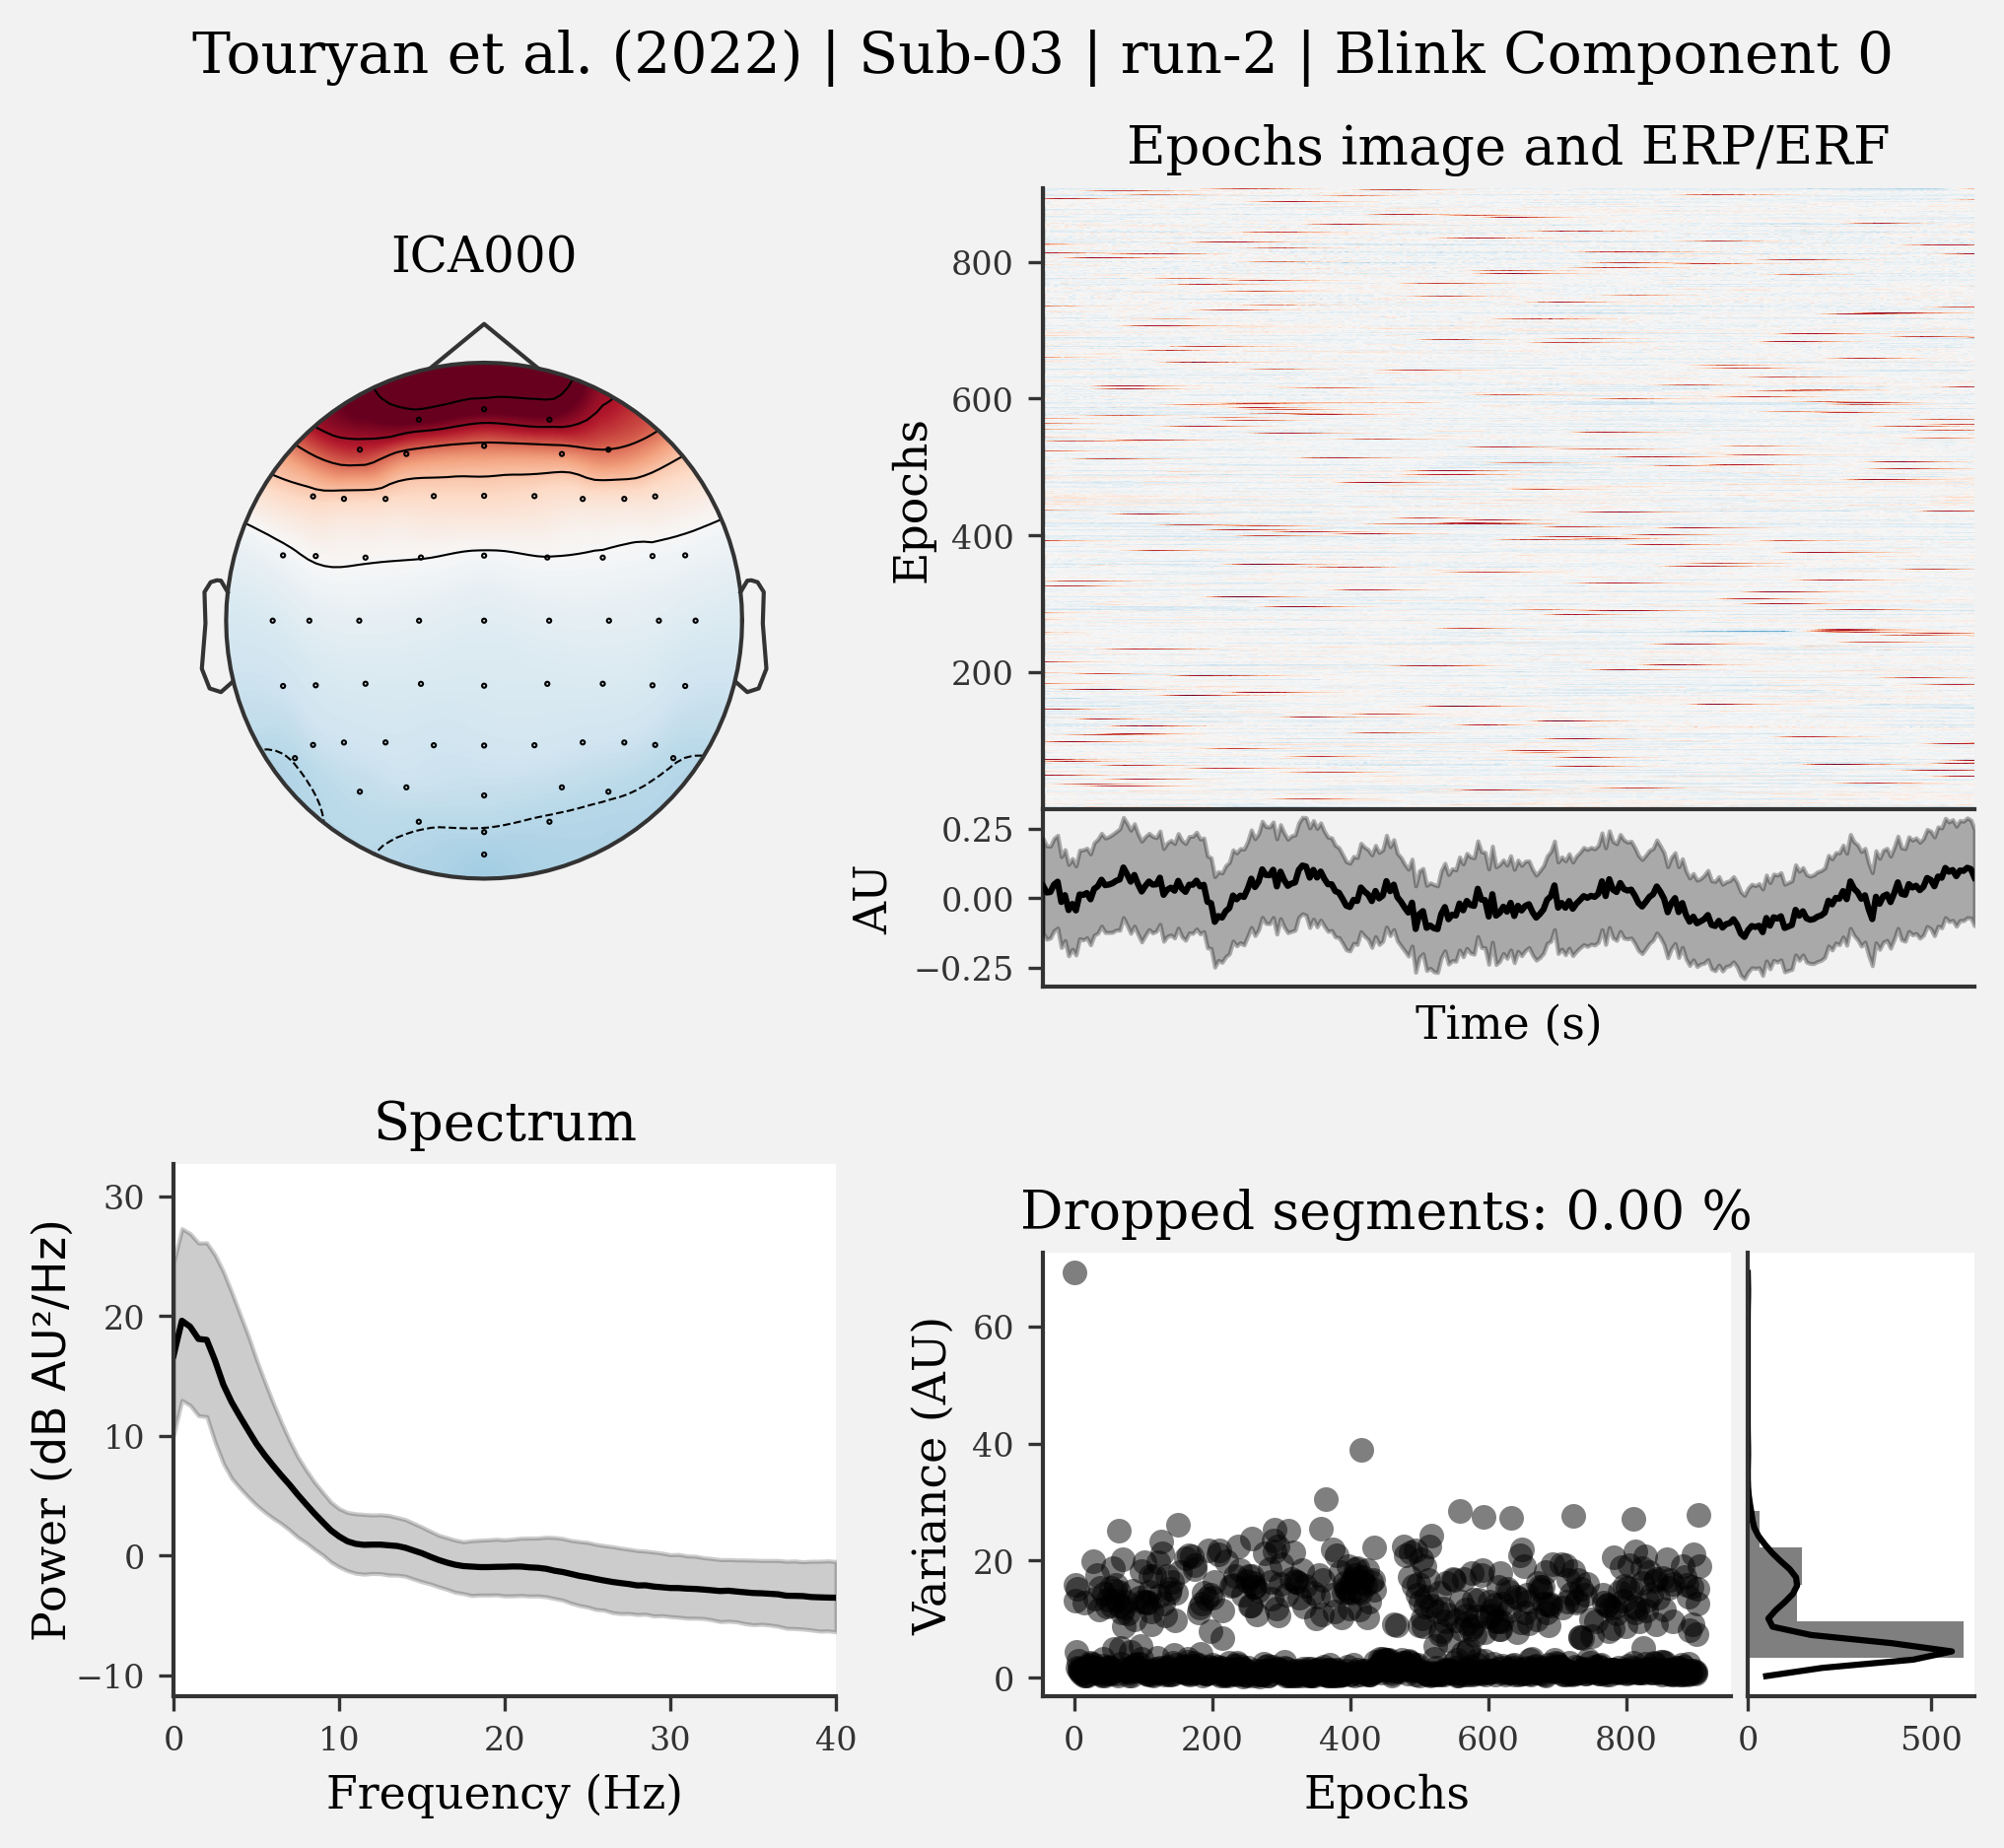 Touryan et al. (2022) | Sub-03 | run-2 | Blink Component 0
ICA000
Epochs image and ERP/ERF
800
600
400
200
Epochs
0.25
0.00
−0.25
AU
Time (s)
Spectrum
30
20
10
0
−10
Power (dB AU²/Hz)
0 10 20 30 40
Frequency (Hz)
Dropped segments: 0.00 %
60
40
20
0
Variance (AU)
0 200 400 600 800
Epochs
0 500